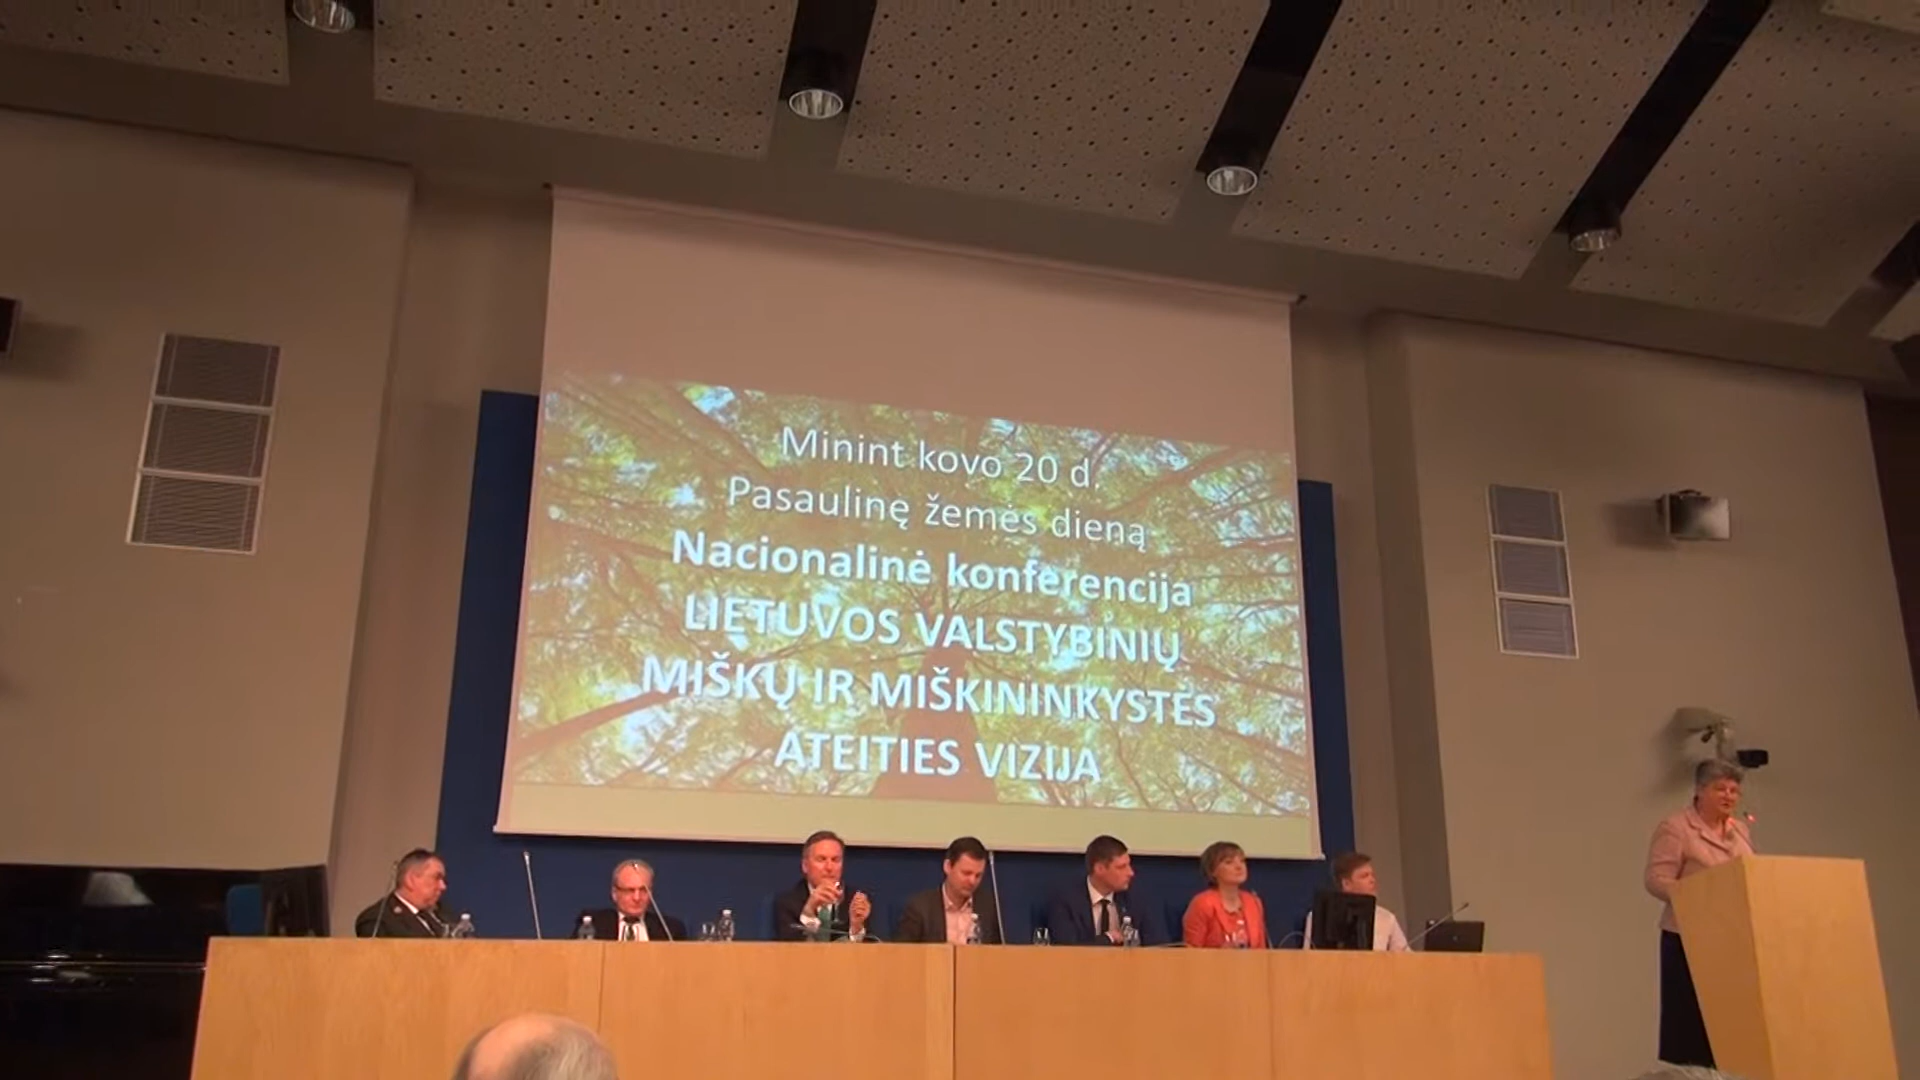 Minint kovo 20 d.
Pasaulinę žemės dieną
Nacionalinė konferencija
LIETUVOS VALSTYBINIŲ
MIŠKŲ IR MIŠKININKYSTĖS
ATEITIES VIZIJA